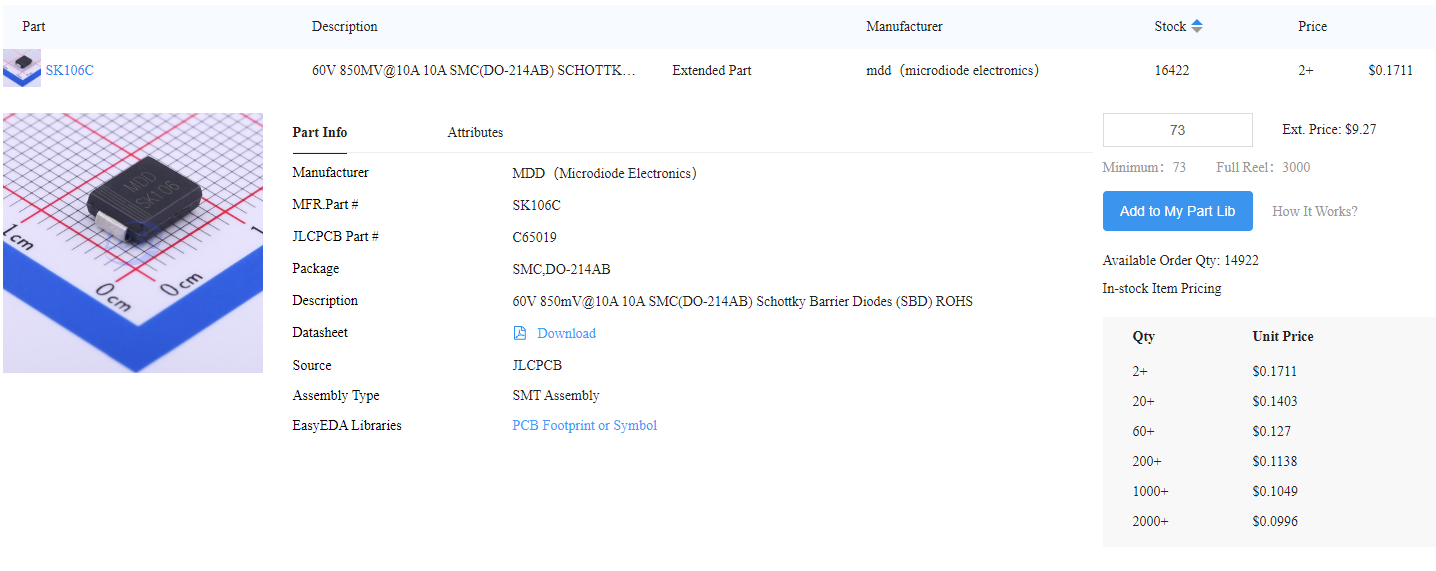 Part Description Manufacturer Stock Price
SK106C 60V 850MV@10A 10A SMC(DO-214AB) SCHOTTK… Extended Part mdd（microdiode electronics） 16422 2+ $0.1711
MDD
SK106
1cm
0cm
0cm
1
Part Info Attributes
Manufacturer MDD（Microdiode Electronics）
MFR.Part # SK106C
JLCPCB Part # C65019
Package SMC,DO-214AB
Description 60V 850mV@10A 10A SMC(DO-214AB) Schottky Barrier Diodes (SBD) ROHS
Datasheet Download
Source JLCPCB
Assembly Type SMT Assembly
EasyEDA Libraries PCB Footprint or Symbol
73 Ext. Price: $9.27
Minimum：73 Full Reel：3000
Add to My Part Lib How It Works?
Available Order Qty: 14922
In-stock Item Pricing
Qty Unit Price
2+ $0.1711
20+ $0.1403
60+ $0.127
200+ $0.1138
1000+ $0.1049
2000+ $0.0996